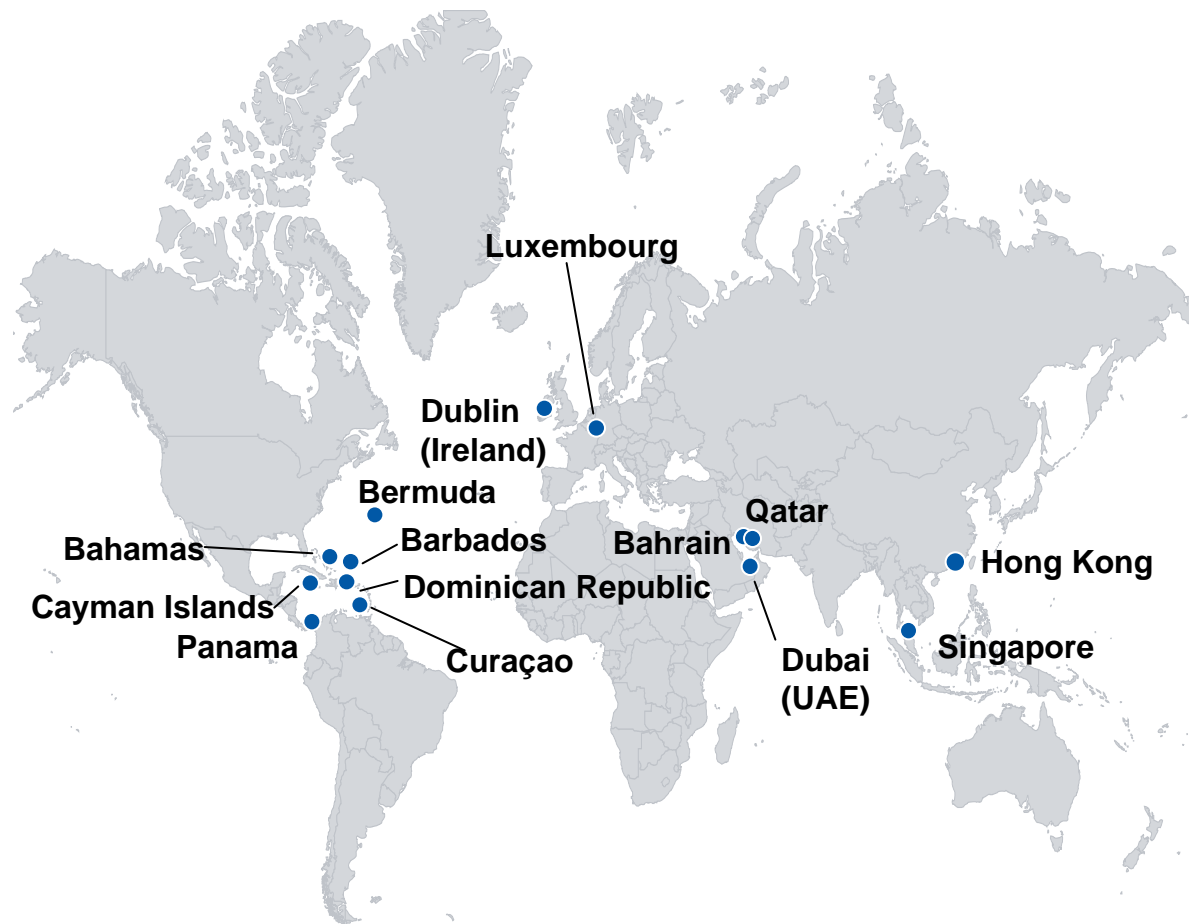 Luxembourg
Dublin
(Ireland)
Bermuda
Qatar
Bahamas
Barbados
Bahrain
Hong Kong
Cayman Islands
Dominican Republic
Panama
Curaçao
Singapore
Dubai
(UAE)